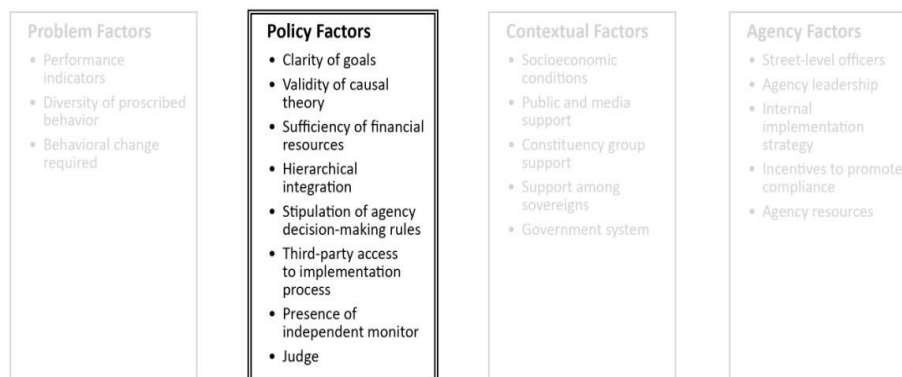 Problem Factors
• Performance
indicators
• Diversity of proscribed
behavior
• Behavioral change
required
Policy Factors
• Clarity of goals
• Validity of causal
theory
• Sufficiency of financial
resources
• Hierarchical
integration
• Stipulation of agency
decision-making rules
• Third-party access
to implementation
process
• Presence of
independent monitor
• Judge
Contextual Factors
• Socioeconomic
conditions
• Public and media
support
• Constituency group
support
• Support among
sovereigns
• Government system
Agency Factors
• Street-level officers
• Agency leadership
• Internal
implementation
strategy
• Incentives to promote
compliance
• Agency resources